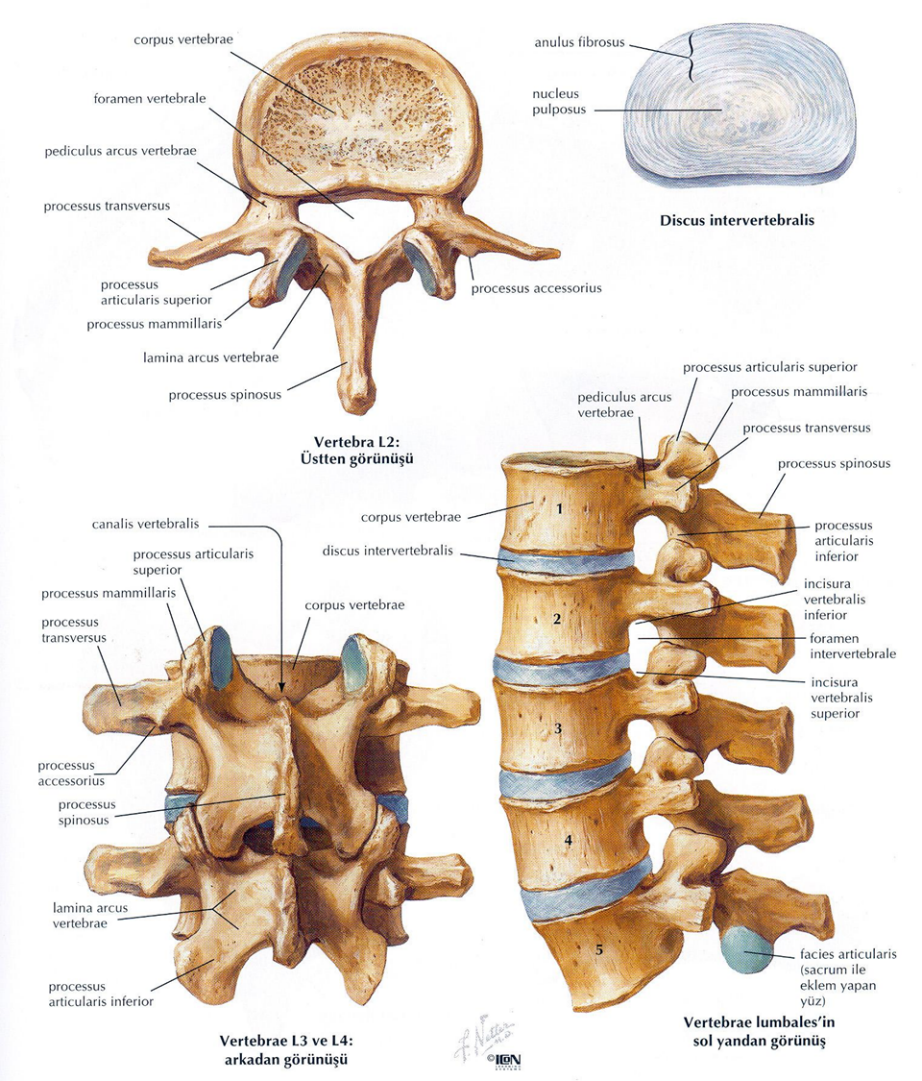 corpus vertebrae
foramen vertebrale
pediculus arcus vertebrae
processus transversus
processus
articularis superior
processus mammillaris
lamina arcus vertebrae
processus spinosus
processus accessorius
Vertebra L2:
Üstten görünüşü
anulus fibrosus
nucleus
pulposus
Discus intervertebralis
canalis vertebralis
processus articularis
superior
processus mammillaris
processus
transversus
corpus vertebrae
processus
accessorius
processus
spinosus
lamina arcus
vertebrae
processus
articularis inferior
Vertebrae L3 ve L4:
arkadan görünüşü
processus articularis superior
pediculus arcus
vertebrae
processus mammillaris
processus transversus
processus spinosus
corpus vertebrae
discus intervertebralis
processus
articularis
inferior
incisura
vertebralis
inferior
foramen
intervertebrale
incisura
vertebralis
superior
1
2
3
4
5
facies articularis
(sacrum ile
eklem yapan
yüz)
Vertebrae lumbales'in
sol yandan görünüş
F. Netter
M.D.
©ICON
LEARNING
SYSTEMS